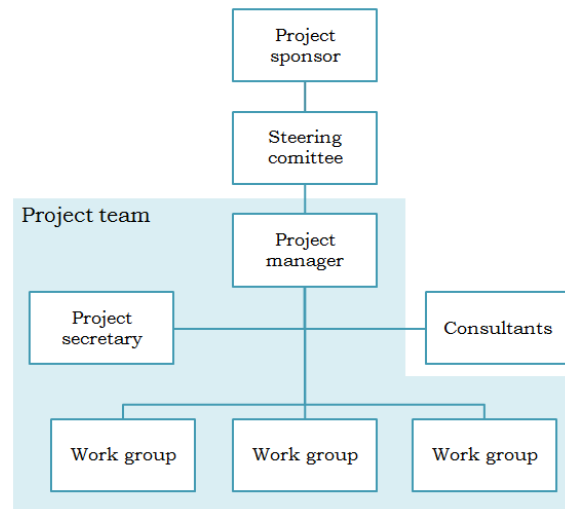 Project
sponsor
Steering
comittee
Project team
Project
manager
Project
secretary
Consultants
Work group
Work group
Work group